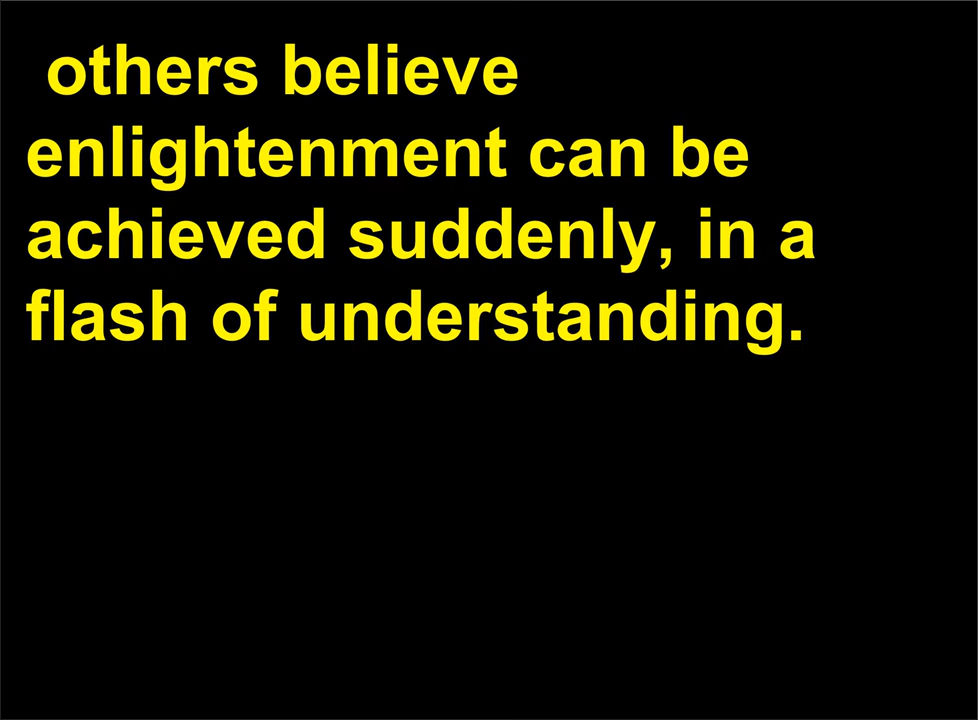 others believe
enlightenment can be
achieved suddenly, in a
flash of understanding.